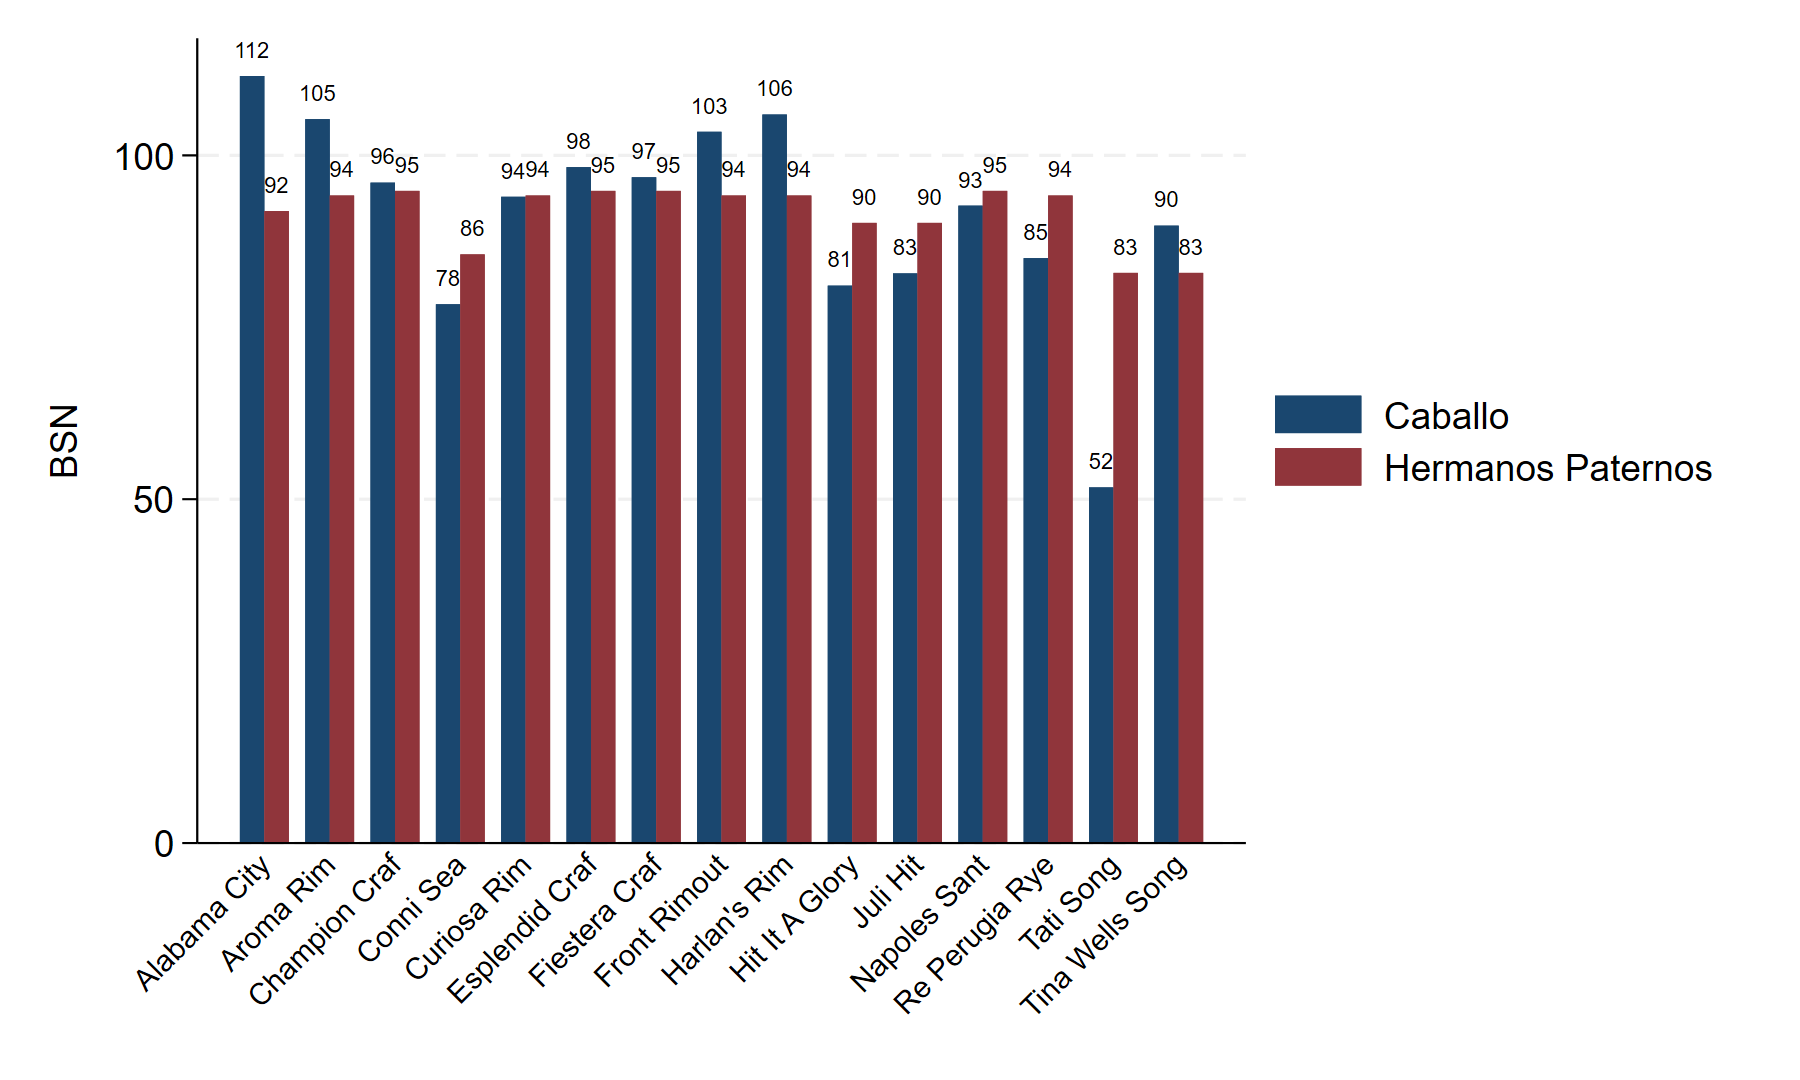 BSN
100
50
0
112
92
105
94
96
95
78
86
94
94
98
95
97
95
103
94
106
94
81
90
83
90
93
95
85
94
52
83
90
83
Alabama City
Aroma Rim
Champion Craf
Conni Sea
Curiosa Rim
Esplendid Craf
Fiestera Craf
Front Rimout
Harlan's Rim
Hit It A Glory
Juli Hit
Napoles Sant
Re Perugia Rye
Tati Song
Tina Wells Song
Caballo
Hermanos Paternos